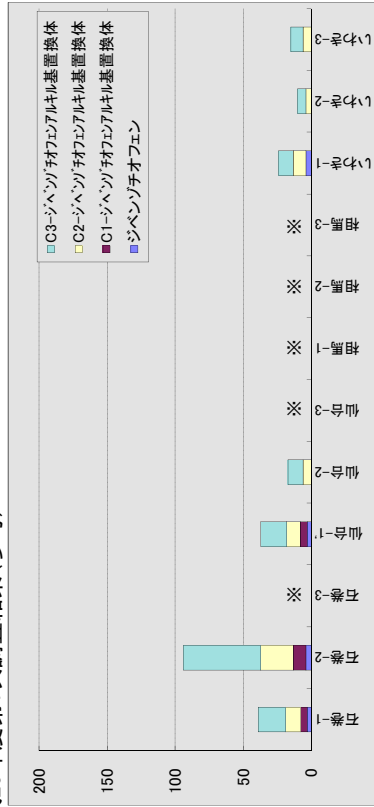 C3-ジベンゾチオフェンアルキル基置換体
C2-ジベンゾチオフェンアルキル基置換体
C1-ジベンゾチオフェンアルキル基置換体
ジベンゾチオフェン
200
150
100
50
0
※ ※ ※ ※ ※
石巻-1 石巻-2 石巻-3 仙台-1' 仙台-2 仙台-3 相馬-1 相馬-2 相馬-3 いわき-1 いわき-2 いわき-3